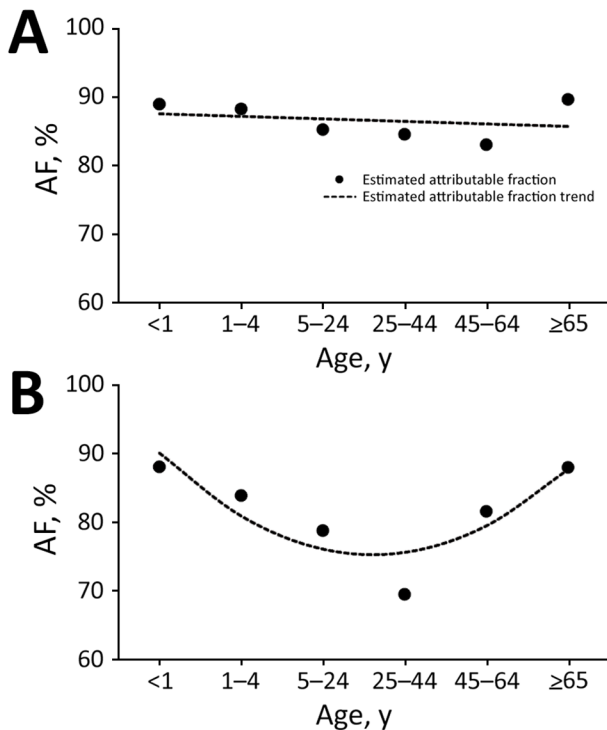 A
100
90
80
70
60
AF, %
Estimated attributable fraction
Estimated attributable fraction trend
<1 1–4 5–24 25–44 45–64 ≥65
Age, y
B
100
90
80
70
60
AF, %
<1 1–4 5–24 25–44 45–64 ≥65
Age, y